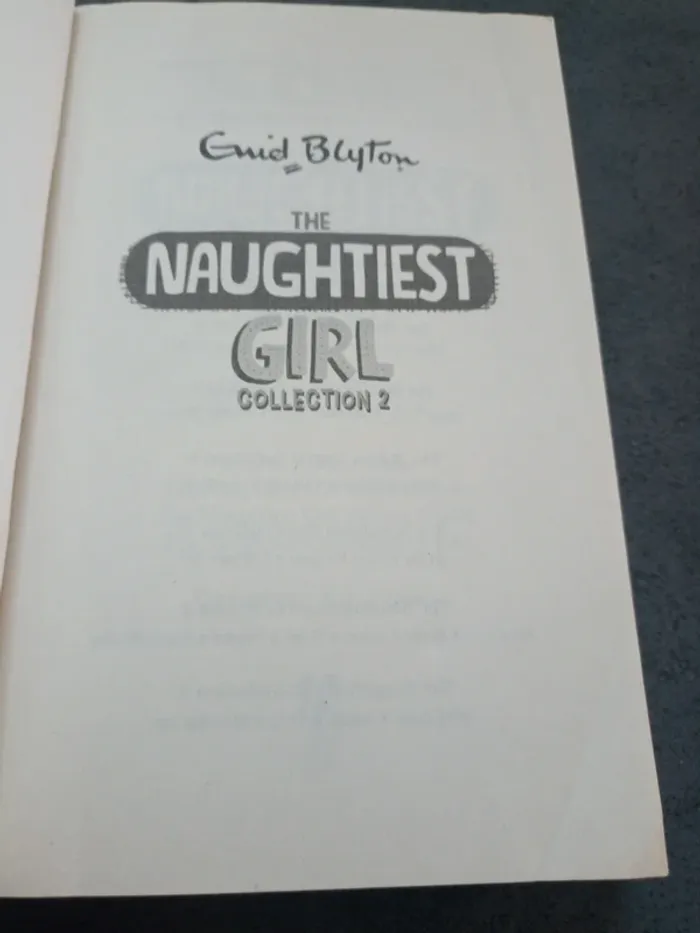 Enid Blyton
THE
NAUGHTIEST
GIRL
COLLECTION 2